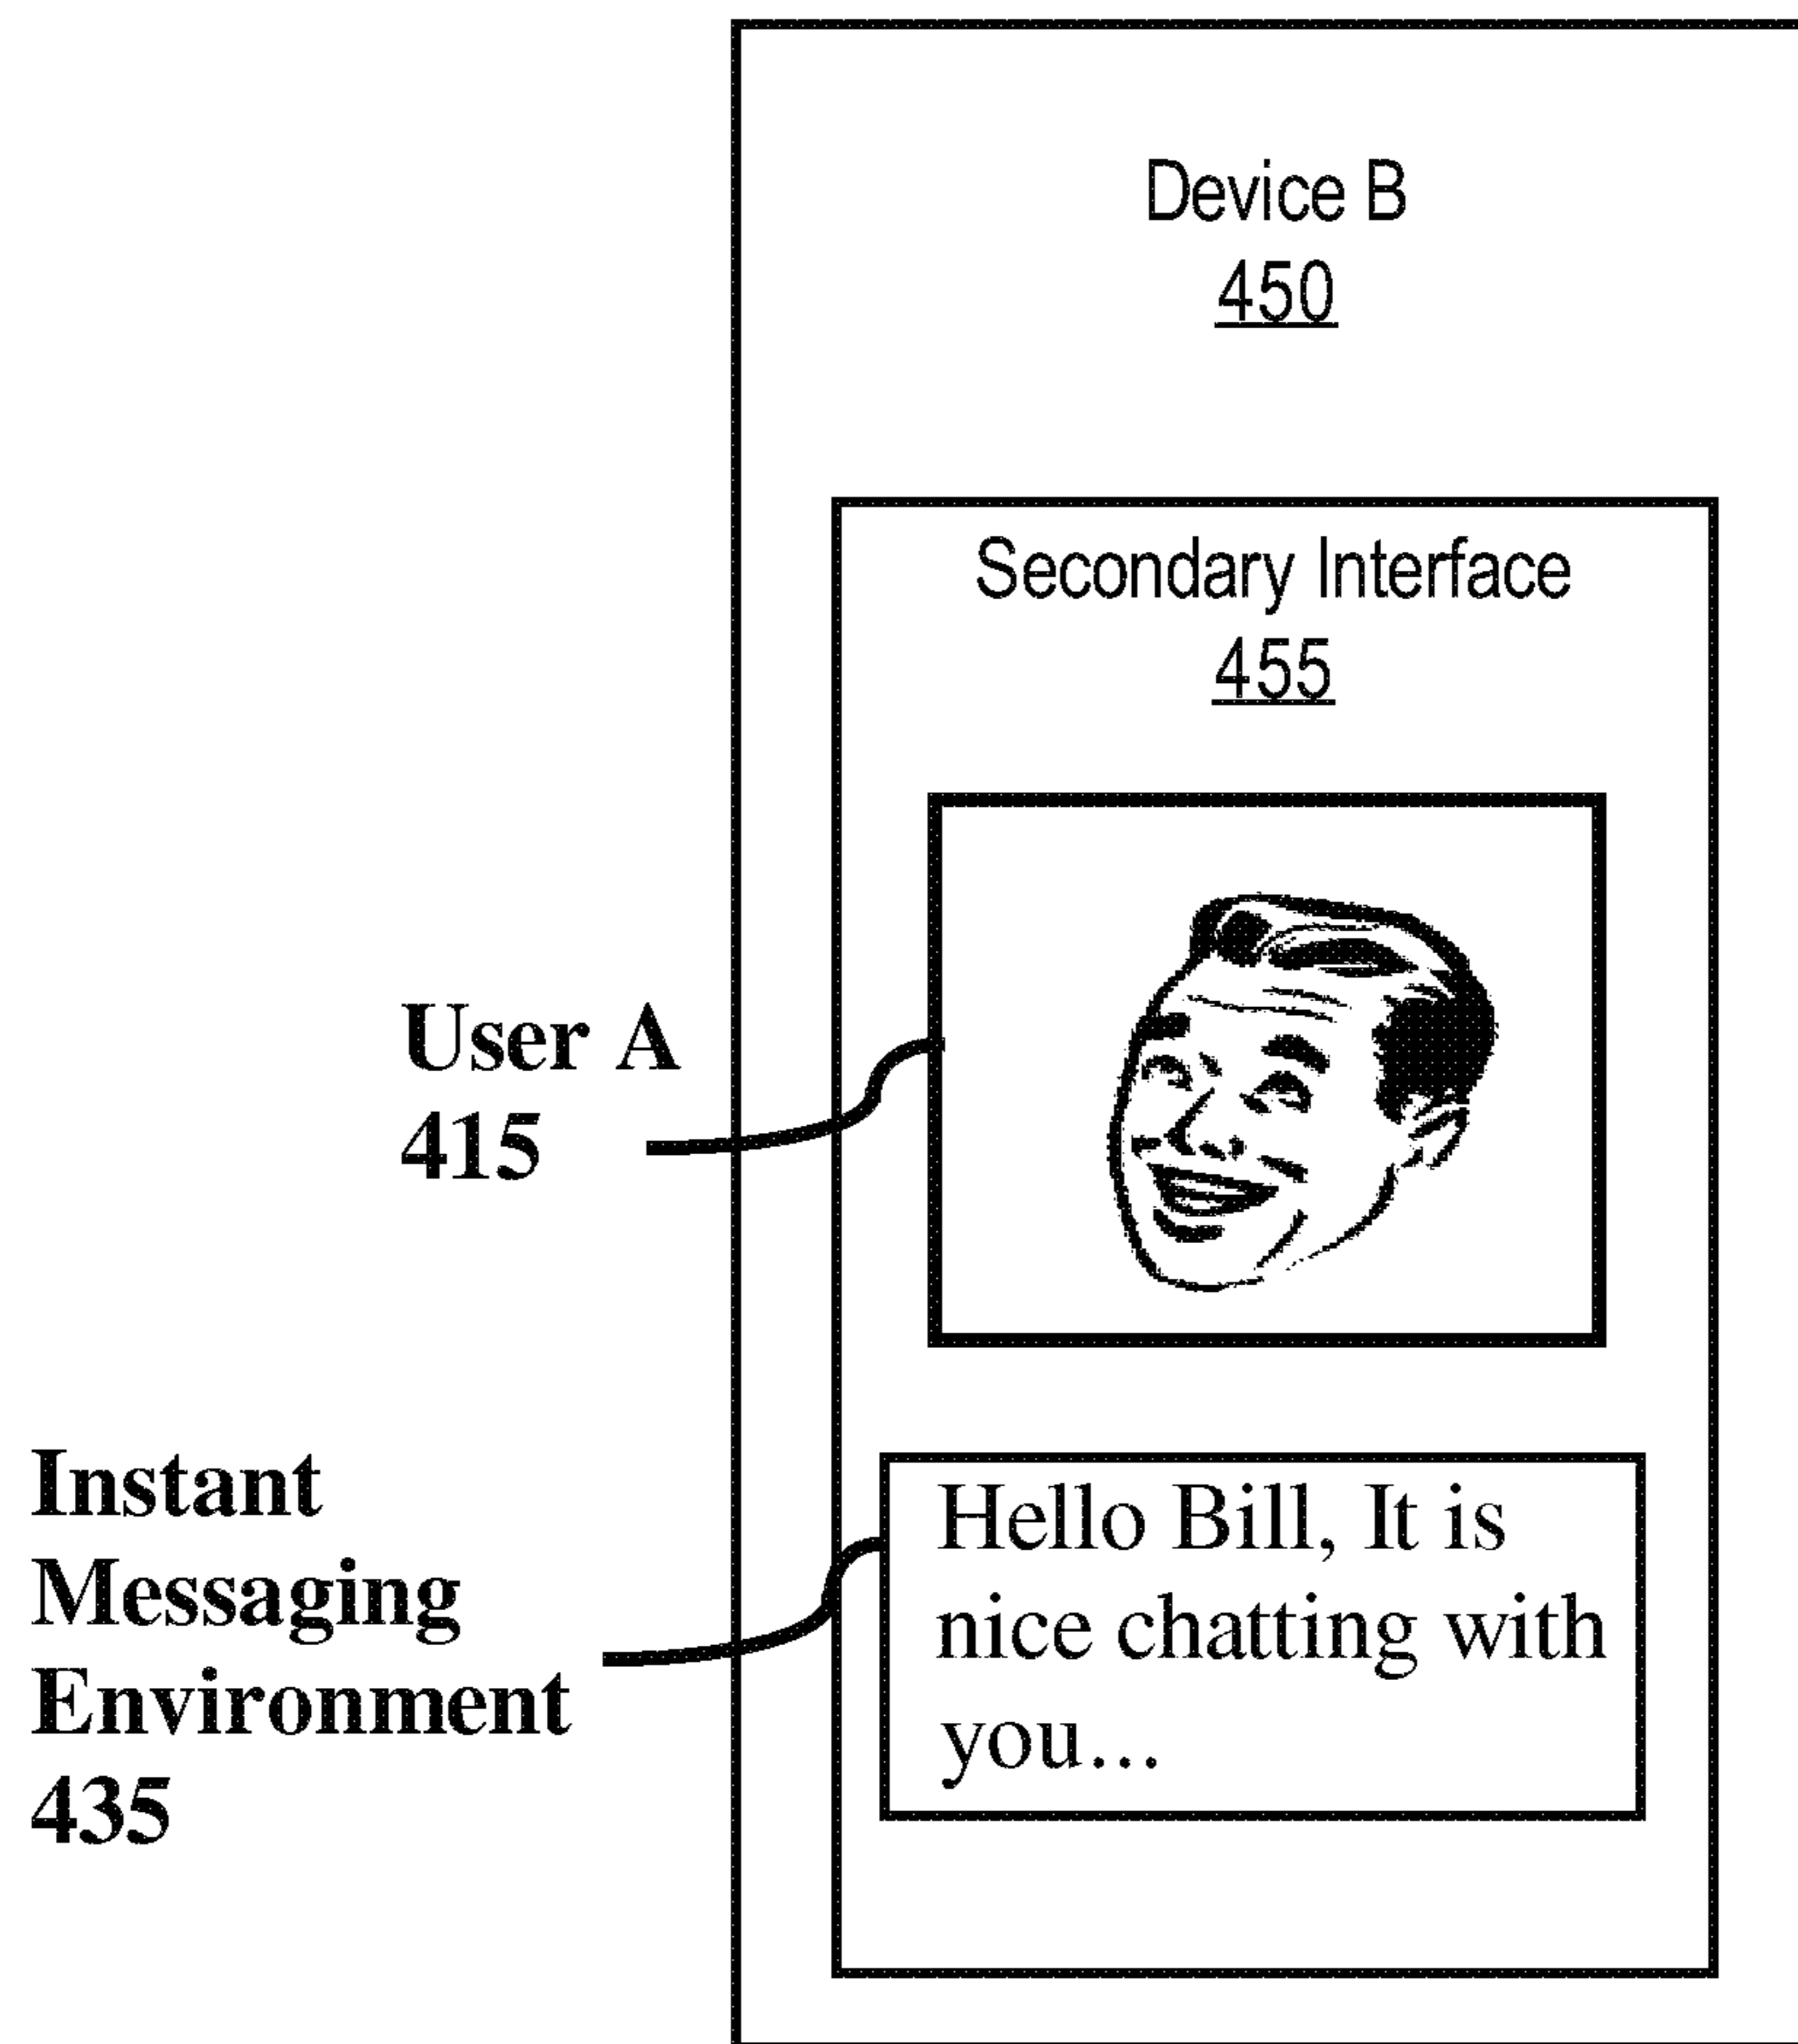 Device B
450
Secondary Interface
455
User A
415
Instant
Messaging
Environment
435
Hello Bill, It is
nice chatting with
you...